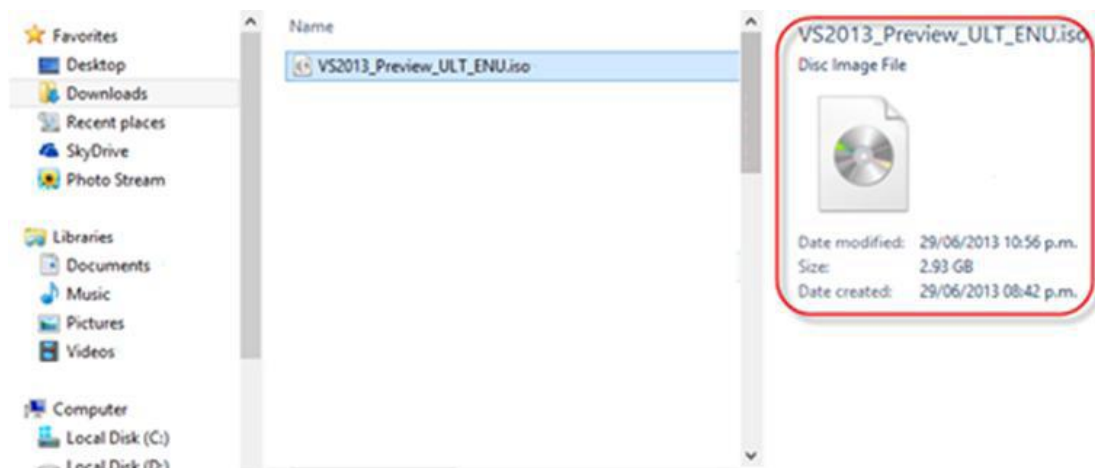 Favorites
Desktop
Downloads
Recent places
SkyDrive
Photo Stream
Libraries
Documents
Music
Pictures
Videos
Computer
Local Disk (C:)
Local Disk (D:)
Name
VS2013_Preview_ULT_ENU.iso
VS2013_Preview_ULT_ENU.iso
Disc Image File
Date modified: 29/06/2013 10:56 p.m.
Size: 2.93 GB
Date created: 29/06/2013 08:42 p.m.